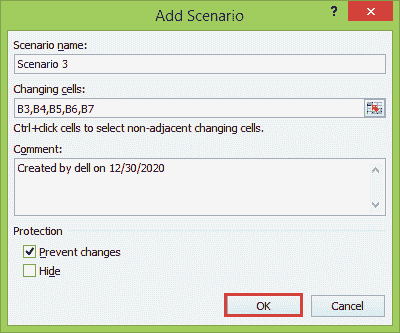 Add Scenario
?
Scenario name:
Scenario 3
Changing cells:
B3,B4,B5,B6,B7
Ctrl+click cells to select non-adjacent changing cells.
Comment:
Created by dell on 12/30/2020
Protection
Prevent changes
Hide
OK Cancel